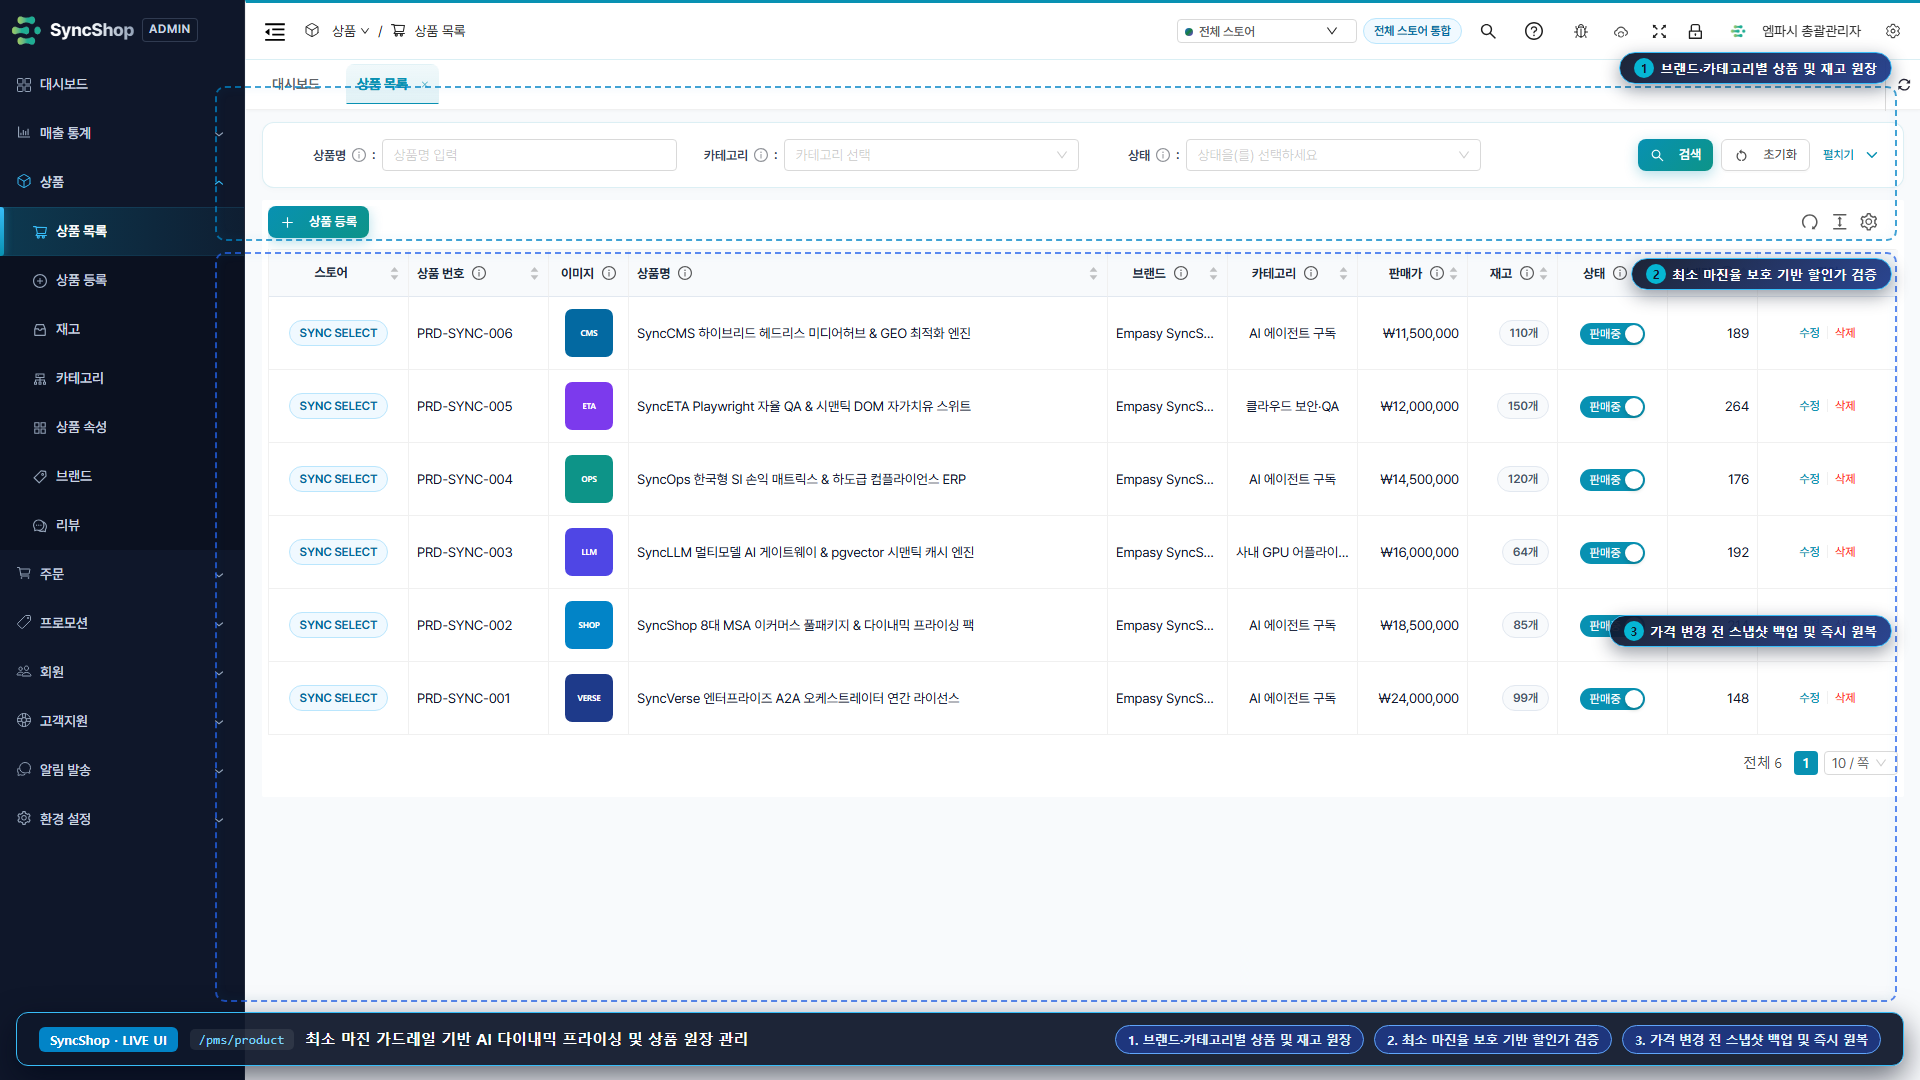 SyncShop ADMIN
상품 / 상품 목록
전체 스토어
전체 스토어 통합
엠파시 총괄관리자
대시보드
상품 목록 ×
1 브랜드·카테고리별 상품 및 재고 원장
대시보드
매출 통계
상품
상품 목록
상품 등록
재고
카테고리
상품 속성
브랜드
리뷰
주문
프로모션
회원
고객지원
알림 발송
환경 설정
상품명 : 상품명 입력
카테고리 : 카테고리 선택
상태 : 상태을(를) 선택하세요
검색
초기화
펼치기
상품 등록
스토어 상품 번호 이미지 상품명 브랜드 카테고리 판매가 재고 상태
2 최소 마진율 보호 기반 할인가 검증
SYNC SELECT PRD-SYNC-006 CMS SyncCMS 하이브리드 헤드리스 미디어허브 & GEO 최적화 엔진 Empasy SyncS... AI 에이전트 구독 ₩11,500,000 110개 판매중 189 수정 삭제
SYNC SELECT PRD-SYNC-005 ETA SyncETA Playwright 자율 QA & 시맨틱 DOM 자가치유 스위트 Empasy SyncS... 클라우드 보안·QA ₩12,000,000 150개 판매중 264 수정 삭제
SYNC SELECT PRD-SYNC-004 OPS SyncOps 한국형 SI 손익 매트릭스 & 하도급 컴플라이언스 ERP Empasy SyncS... AI 에이전트 구독 ₩14,500,000 120개 판매중 176 수정 삭제
SYNC SELECT PRD-SYNC-003 LLM SyncLLM 멀티모델 AI 게이트웨이 & pgvector 시맨틱 캐시 엔진 Empasy SyncS... 사내 GPU 어플라이... ₩16,000,000 64개 판매중 192 수정 삭제
SYNC SELECT PRD-SYNC-002 SHOP SyncShop 8대 MSA 이커머스 풀패키지 & 다이내믹 프라이싱 팩 Empasy SyncS... AI 에이전트 구독 ₩18,500,000 85개
3 가격 변경 전 스냅샷 백업 및 즉시 원복
SYNC SELECT PRD-SYNC-001 VERSE SyncVerse 엔터프라이즈 A2A 오케스트레이터 연간 라이선스 Empasy SyncS... AI 에이전트 구독 ₩24,000,000 99개 판매중 148 수정 삭제
전체 6 1 10 / 쪽
SyncShop · LIVE UI /pms/product 최소 마진 가드레일 기반 AI 다이내믹 프라이싱 및 상품 원장 관리
1. 브랜드·카테고리별 상품 및 재고 원장
2. 최소 마진율 보호 기반 할인가 검증
3. 가격 변경 전 스냅샷 백업 및 즉시 원복